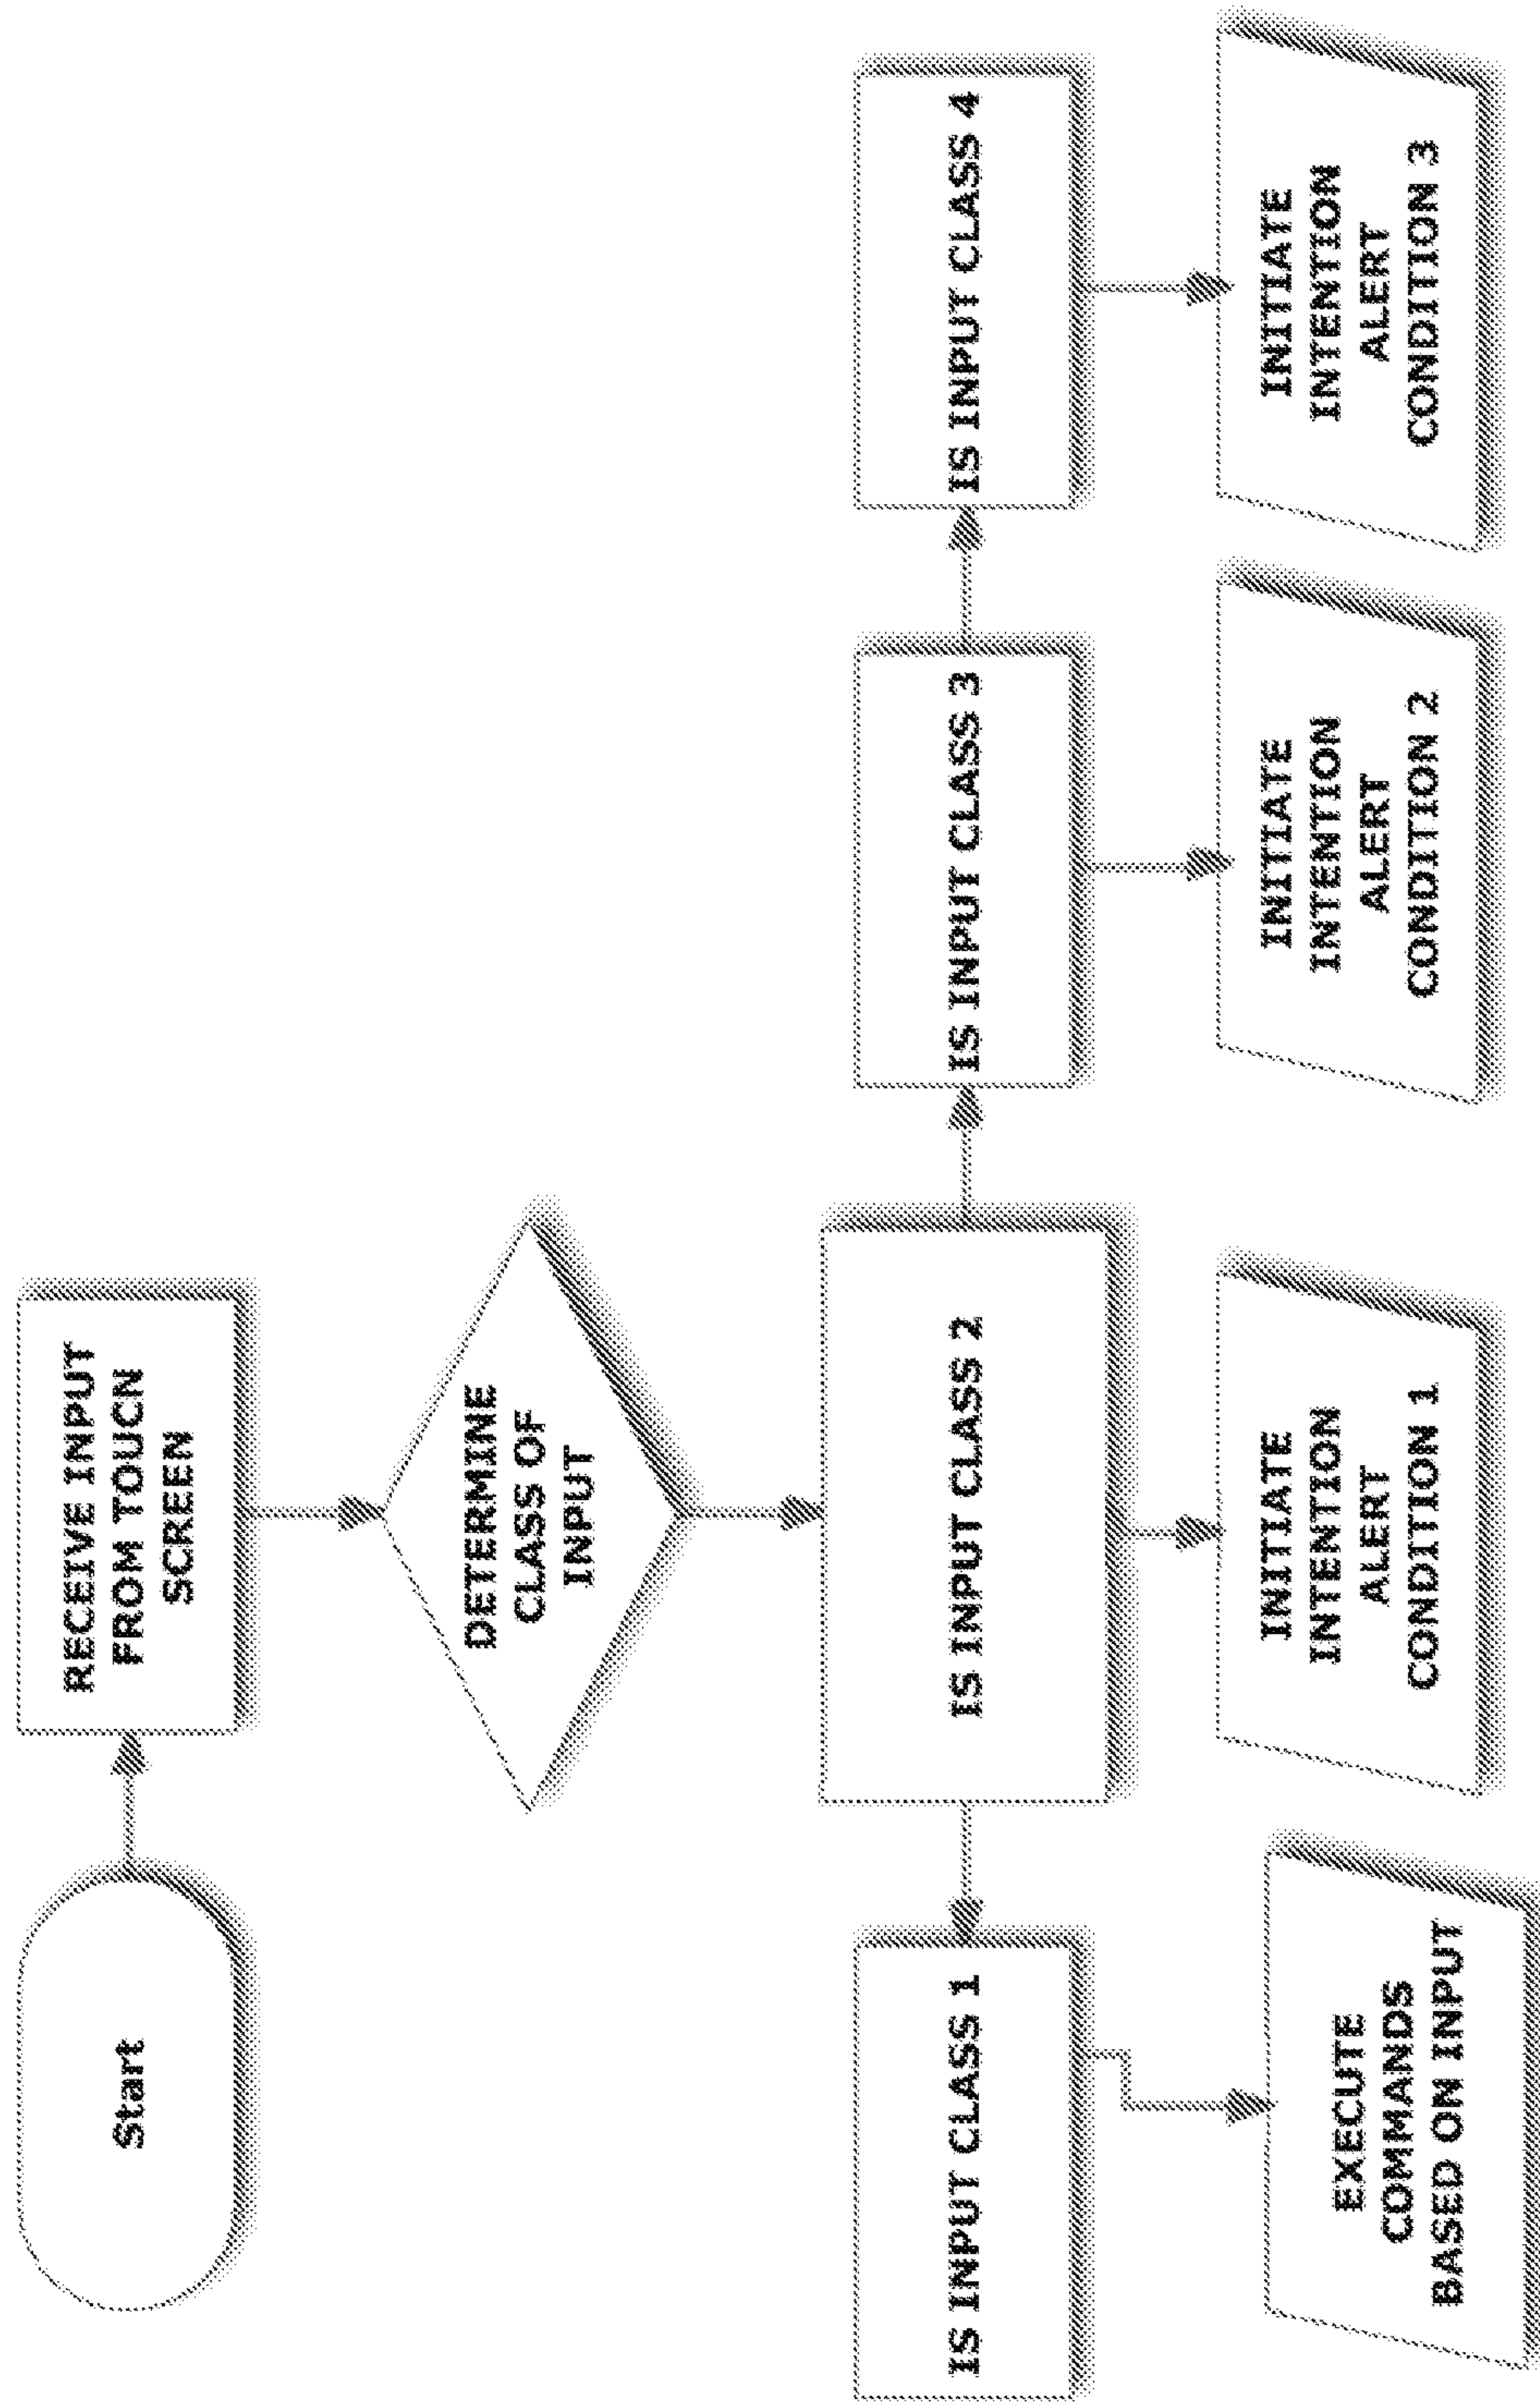 Start
RECEIVE INPUT
FROM TOUCN
SCREEN
DETERMINE
CLASS OF
INPUT
IS INPUT CLASS 1
IS INPUT CLASS 2
IS INPUT CLASS 3
IS INPUT CLASS 4
EXECUTE
COMMANDS
BASED ON INPUT
INITIATE
INTENTION
ALERT
CONDITION 1
INITIATE
INTENTION
ALERT
CONDITION 2
INITIATE
INTENTION
ALERT
CONDITION 3